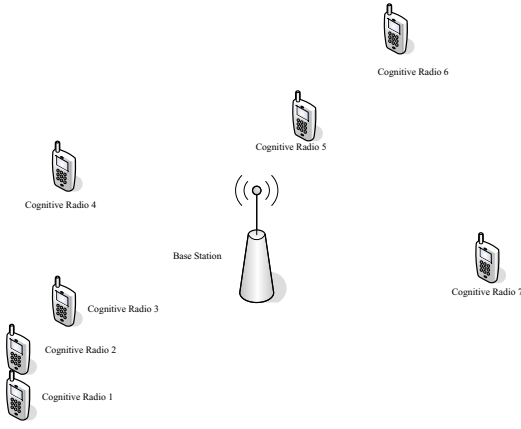 Cognitive Radio 6
Cognitive Radio 5
Cognitive Radio 4
Base Station
Cognitive Radio 7
Cognitive Radio 3
Cognitive Radio 2
Cognitive Radio 1